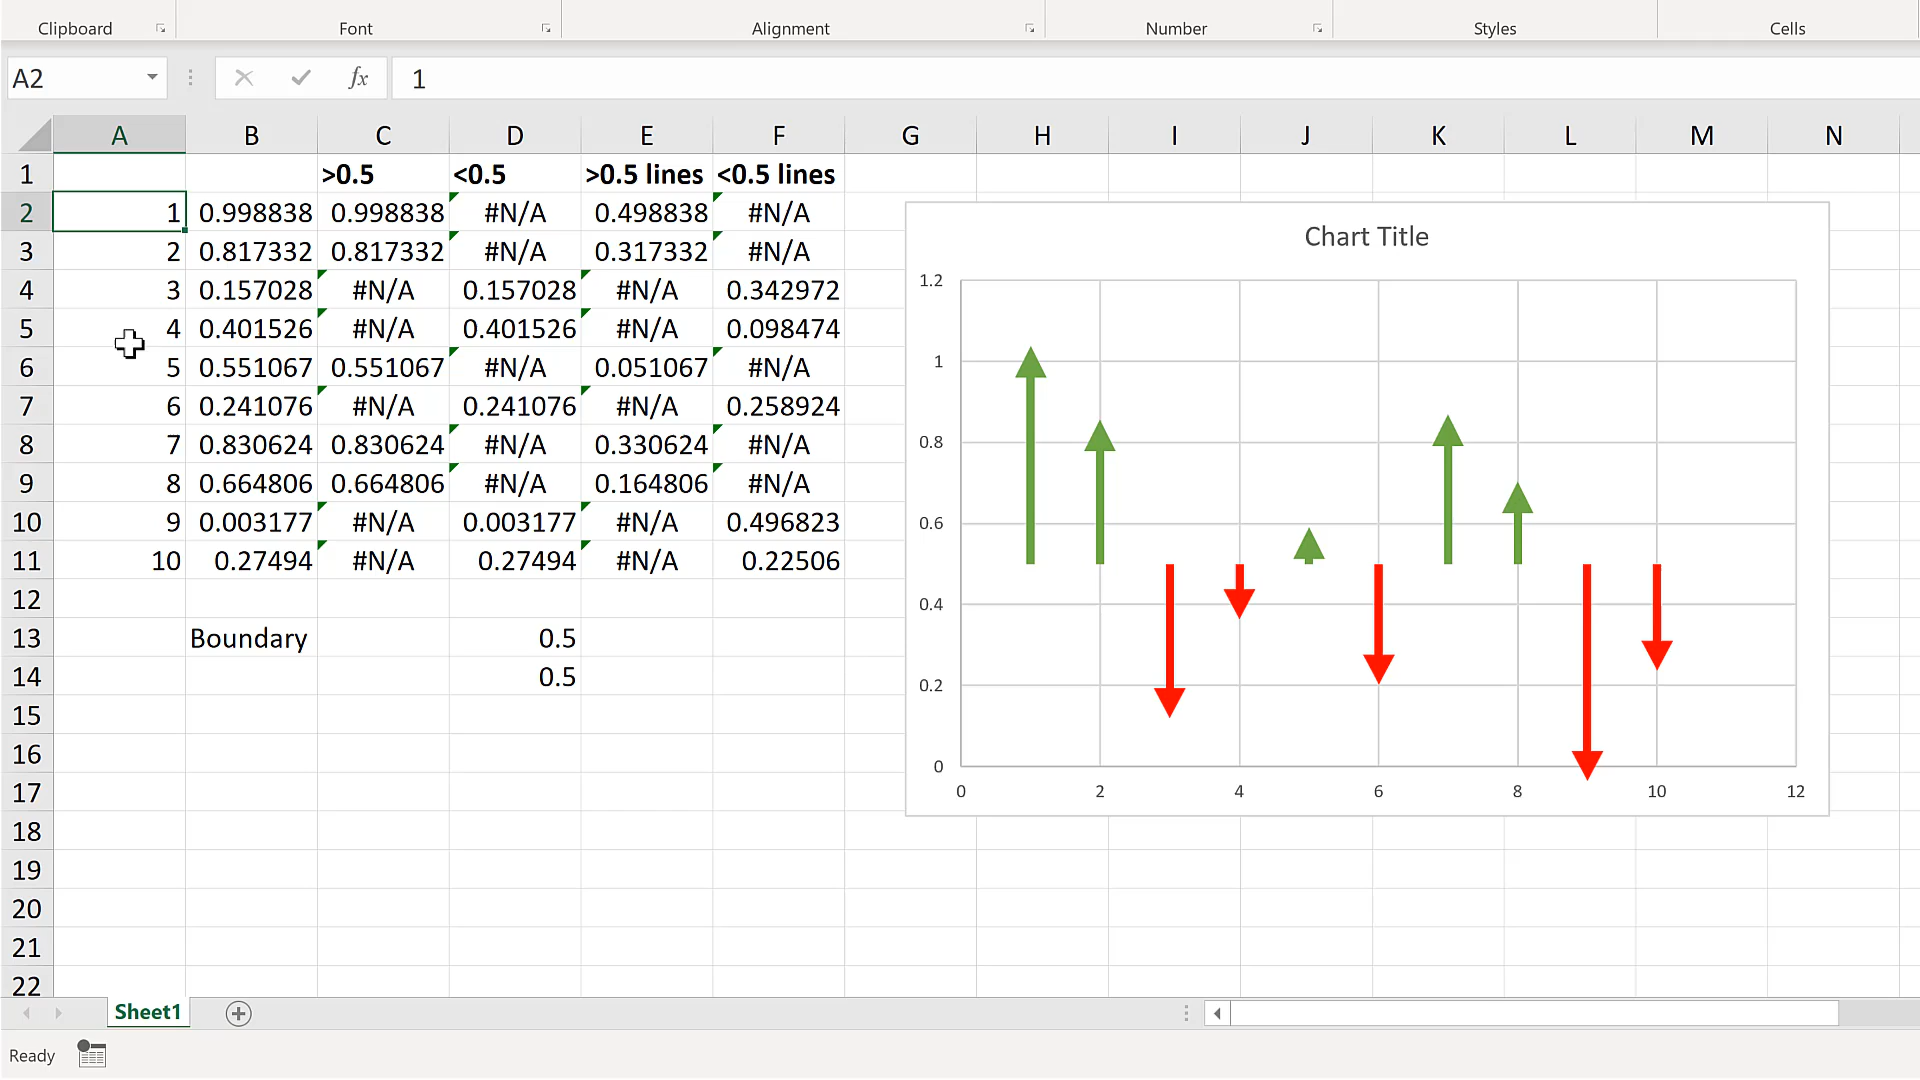 Clipboard Font Alignment Number Styles Cells
A2 fx 1
A B C D E F G H I J K L M N
1 >0.5 <0.5 >0.5 lines <0.5 lines
2 1 0.998838 0.998838 #N/A 0.498838 #N/A
3 2 0.817332 0.817332 #N/A 0.317332 #N/A
4 3 0.157028 #N/A 0.157028 #N/A 0.342972
5 4 0.401526 #N/A 0.401526 #N/A 0.098474
6 5 0.551067 0.551067 #N/A 0.051067 #N/A
7 6 0.241076 #N/A 0.241076 #N/A 0.258924
8 7 0.830624 0.830624 #N/A 0.330624 #N/A
9 8 0.664806 0.664806 #N/A 0.164806 #N/A
10 9 0.003177 #N/A 0.003177 #N/A 0.496823
11 10 0.27494 #N/A 0.27494 #N/A 0.22506
12
13 Boundary 0.5
14 0.5
15
16
17
18
19
20
21
22
Chart Title
1.2
1
0.8
0.6
0.4
0.2
0
0 2 4 6 8 10 12
Sheet1
Ready